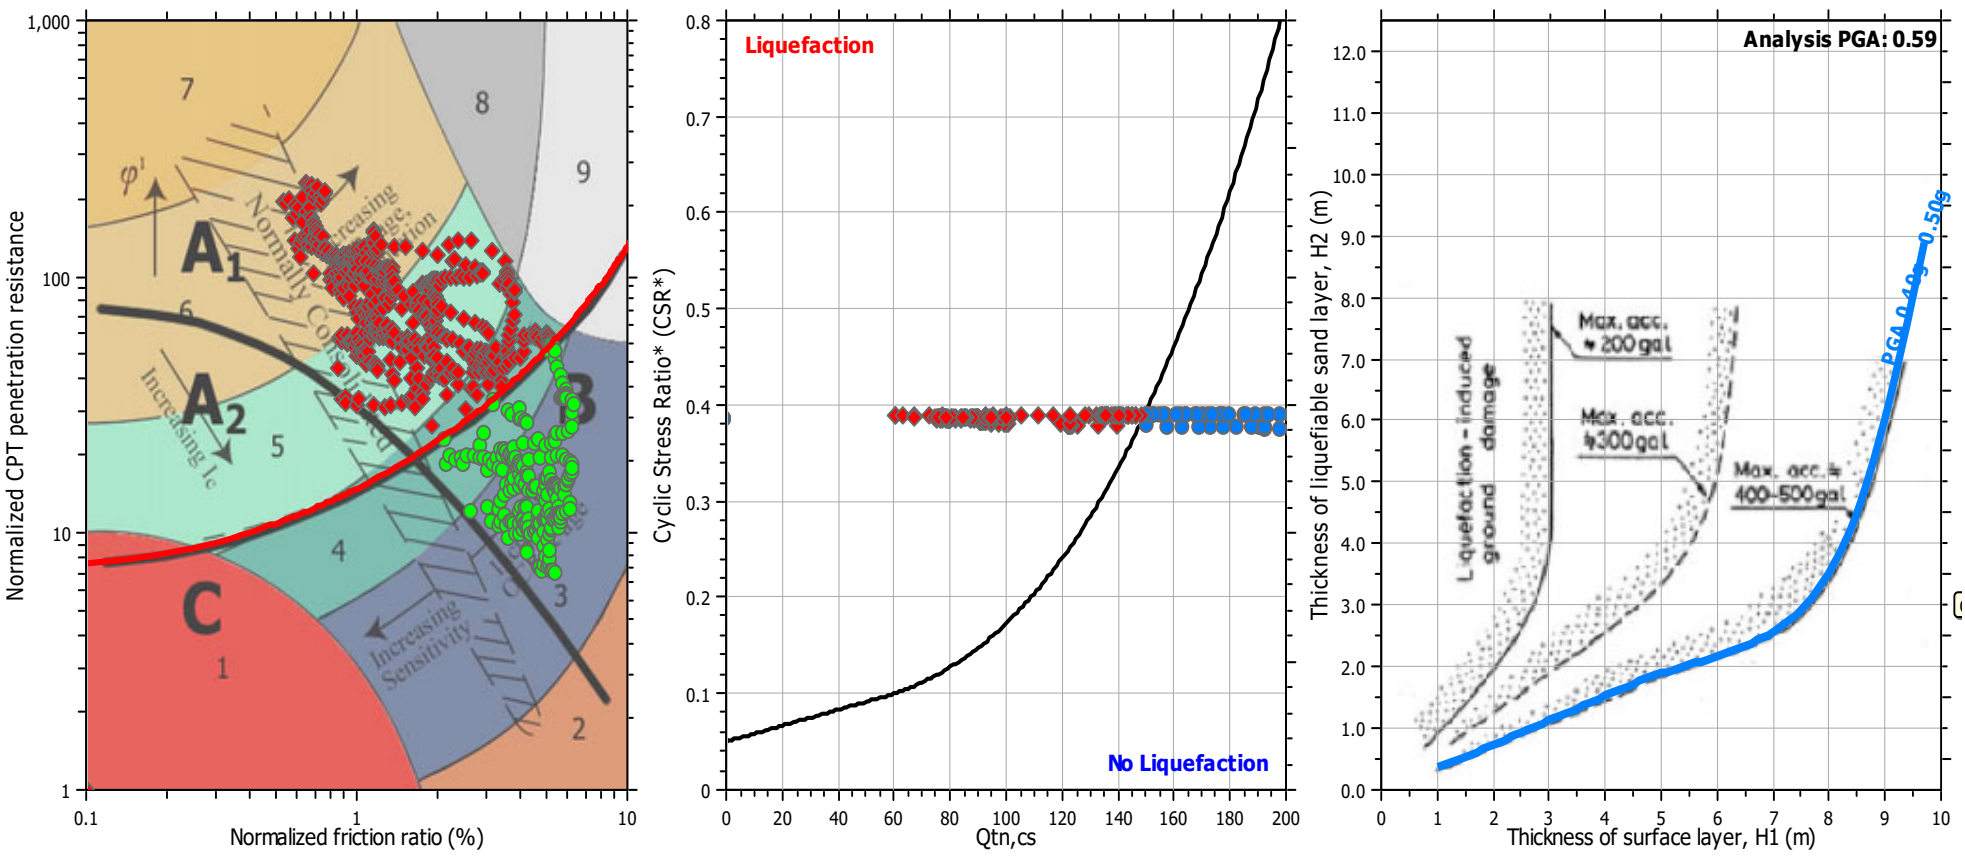 1,000
100
10
1
0.1
1
10
Normalized CPT penetration resistance
Normalized friction ratio (%)
7
8
9
φ'
A1
6
Normally Consolidated
A2
B
Increasing Ic
5
4
C
3
Increasing
Sensitivity
1
2
0.8
0.7
0.6
0.5
0.4
0.3
0.2
0.1
0
0
20
40
60
80
100
120
140
160
180
200
Cyclic Stress Ratio* (CSR*)
Qtn,cs
Liquefaction
No Liquefaction
12.0
11.0
10.0
9.0
8.0
7.0
6.0
5.0
4.0
3.0
2.0
1.0
0.0
0
1
2
3
4
5
6
7
8
9
10
Thickness of liquefiable sand layer, H2 (m)
Thickness of surface layer, H1 (m)
Analysis PGA: 0.59
PGA 0.40g - 0.50g
Liquefaction-induced
ground damage
Max. acc.
≒ 200 gal
Max. acc.
≒ 300 gal
Max. acc. ≒
400-500 gal